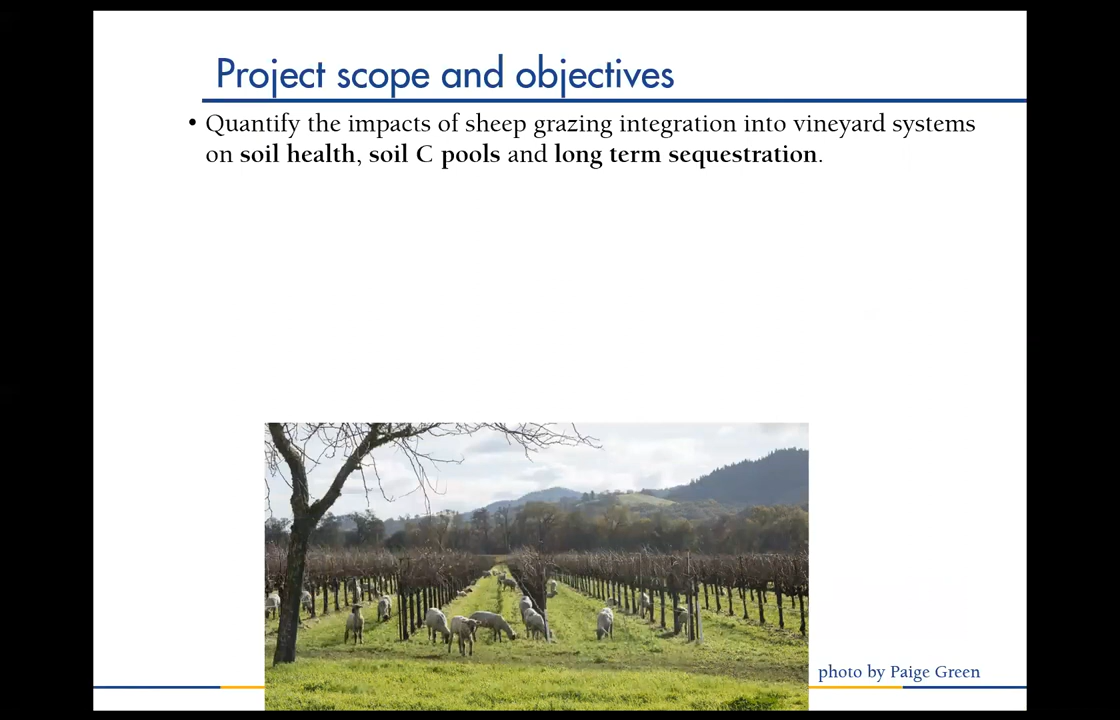 Project scope and objectives
• Quantify the impacts of sheep grazing integration into vineyard systems
on soil health, soil C pools and long term sequestration.
photo by Paige Green